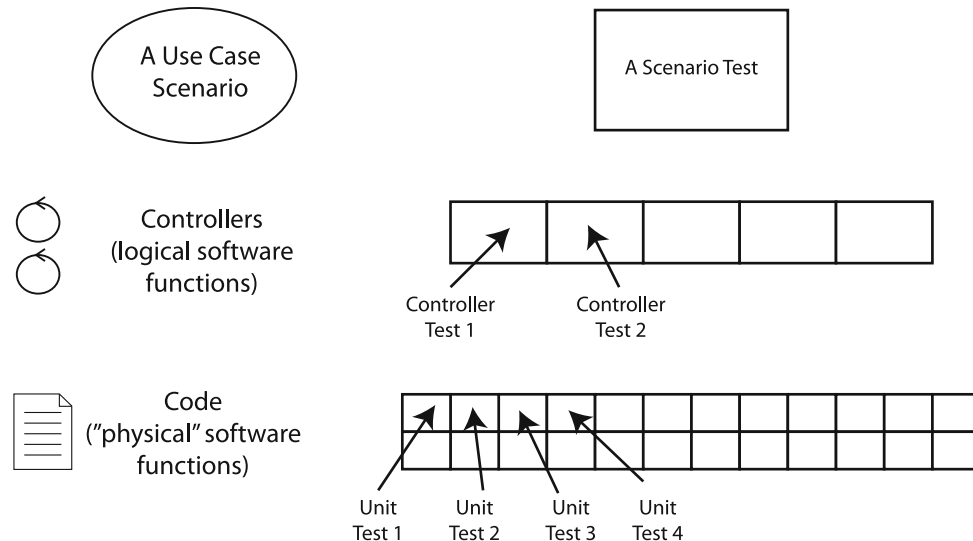 A Use Case
Scenario
A Scenario Test
Controllers
(logical software
functions)
Controller
Test 1
Controller
Test 2
Code
("physical" software
functions)
Unit
Test 1
Unit
Test 2
Unit
Test 3
Unit
Test 4